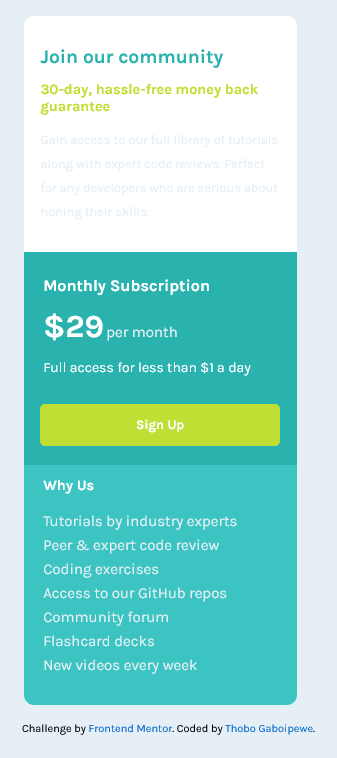 Join our community
30-day, hassle-free money back
guarantee
Gain access to our full library of tutorials
along with expert code reviews. Perfect
for any developers who are serious about
honing their skills.
Monthly Subscription
$29 per month
Full access for less than $1 a day
Sign Up
Why Us
Tutorials by industry experts
Peer & expert code review
Coding exercises
Access to our GitHub repos
Community forum
Flashcard decks
New videos every week
Challenge by Frontend Mentor. Coded by Thobo Gaboipewe.